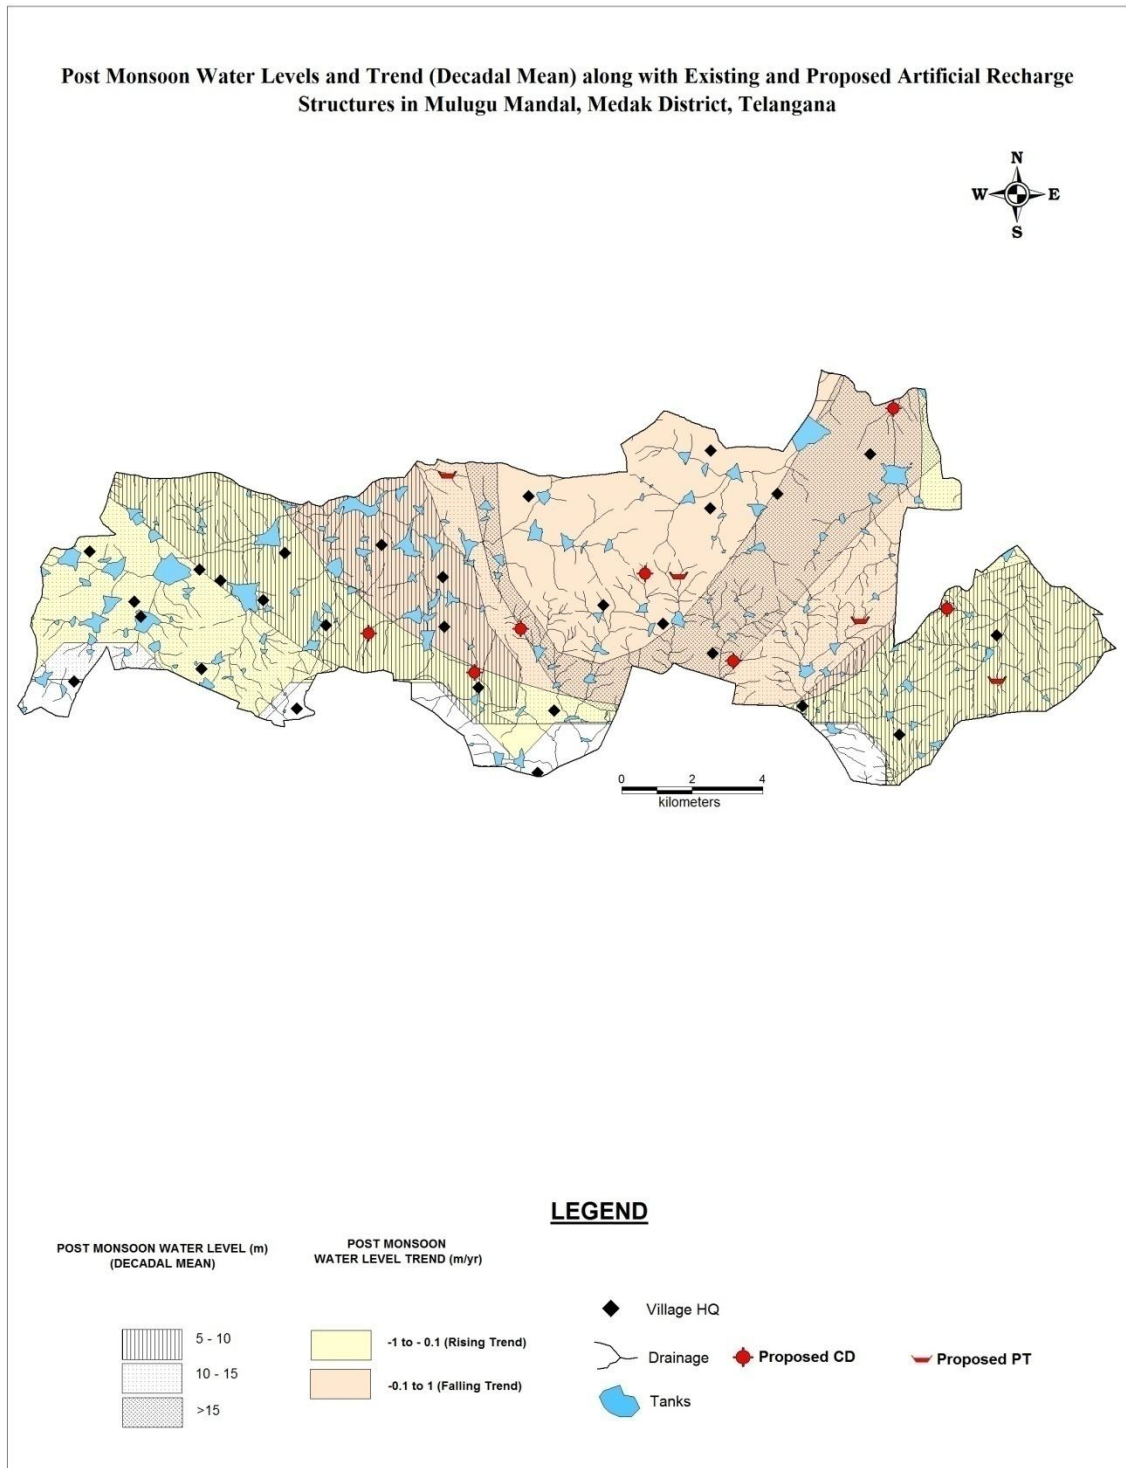 Post Monsoon Water Levels and Trend (Decadal Mean) along with Existing and Proposed Artificial Recharge
Structures in Mulugu Mandal, Medak District, Telangana
N
W E
S
0 2 4
kilometers
LEGEND
POST MONSOON WATER LEVEL (m)
(DECADAL MEAN)
5 - 10
10 - 15
>15
POST MONSOON
WATER LEVEL TREND (m/yr)
-1 to - 0.1 (Rising Trend)
-0.1 to 1 (Falling Trend)
Village HQ
Drainage
Proposed CD
Proposed PT
Tanks